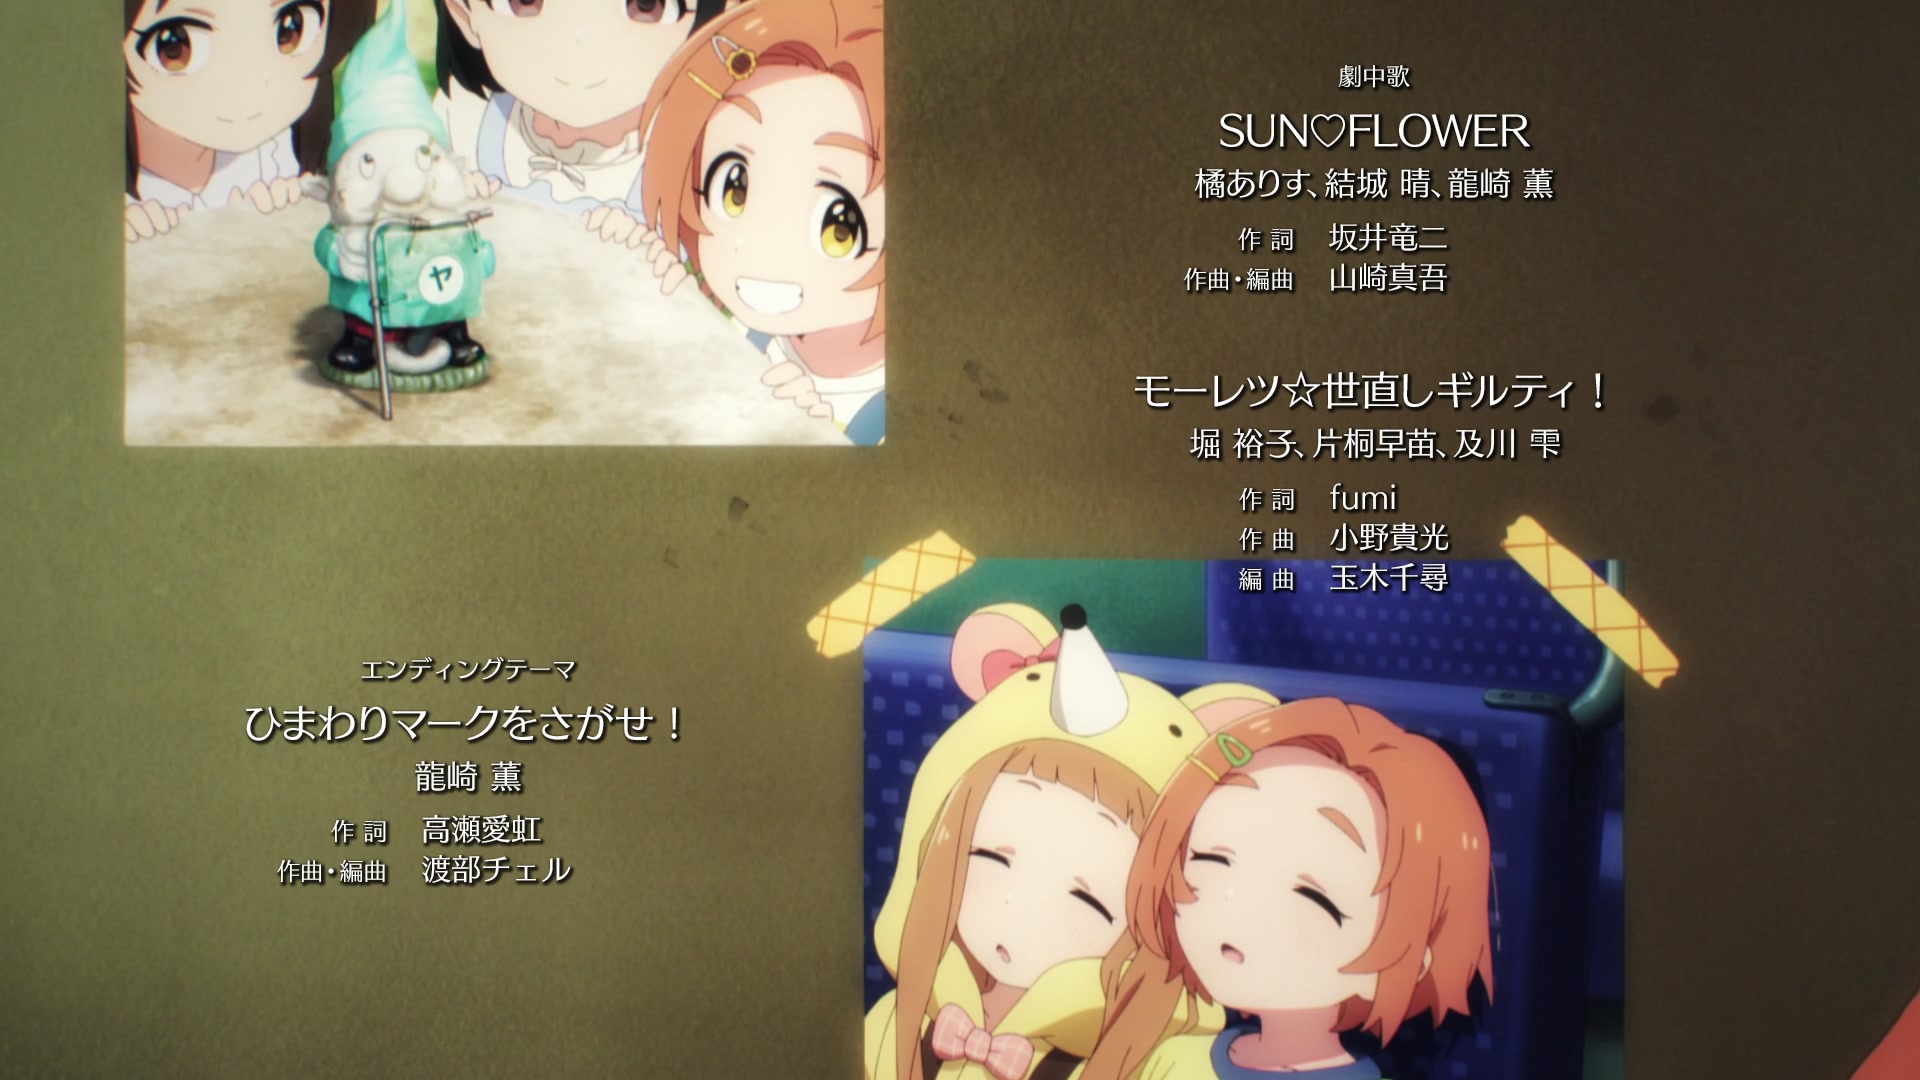 劇中歌
SUN♡FLOWER
橘ありす、結城 晴、龍崎 薫
作 詞 坂井竜二
作曲・編曲 山崎真吾
モーレツ☆世直しギルティ！
堀 裕子、片桐早苗、及川 雫
作 詞 fumi
作 曲 小野貴光
編 曲 玉木千尋
エンディングテーマ
ひまわりマークをさがせ！
龍崎 薫
作 詞 高瀬愛虹
作曲・編曲 渡部チェル
ヤ